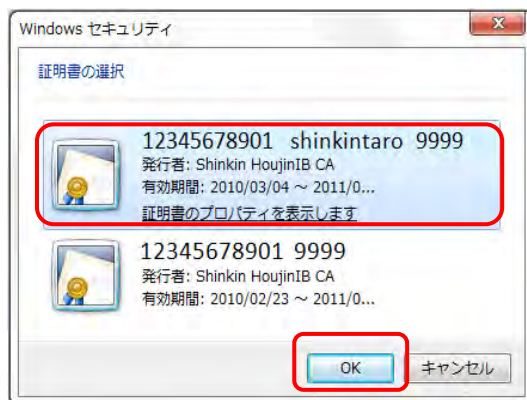 Windows セキュリティ
証明書の選択
12345678901 shinkintaro 9999
発行者: Shinkin HoujinIB CA
有効期間: 2010/03/04 ～ 2011/0...
証明書のプロパティを表示します
12345678901 9999
発行者: Shinkin HoujinIB CA
有効期間: 2010/02/23 ～ 2011/0...
OK
キャンセル